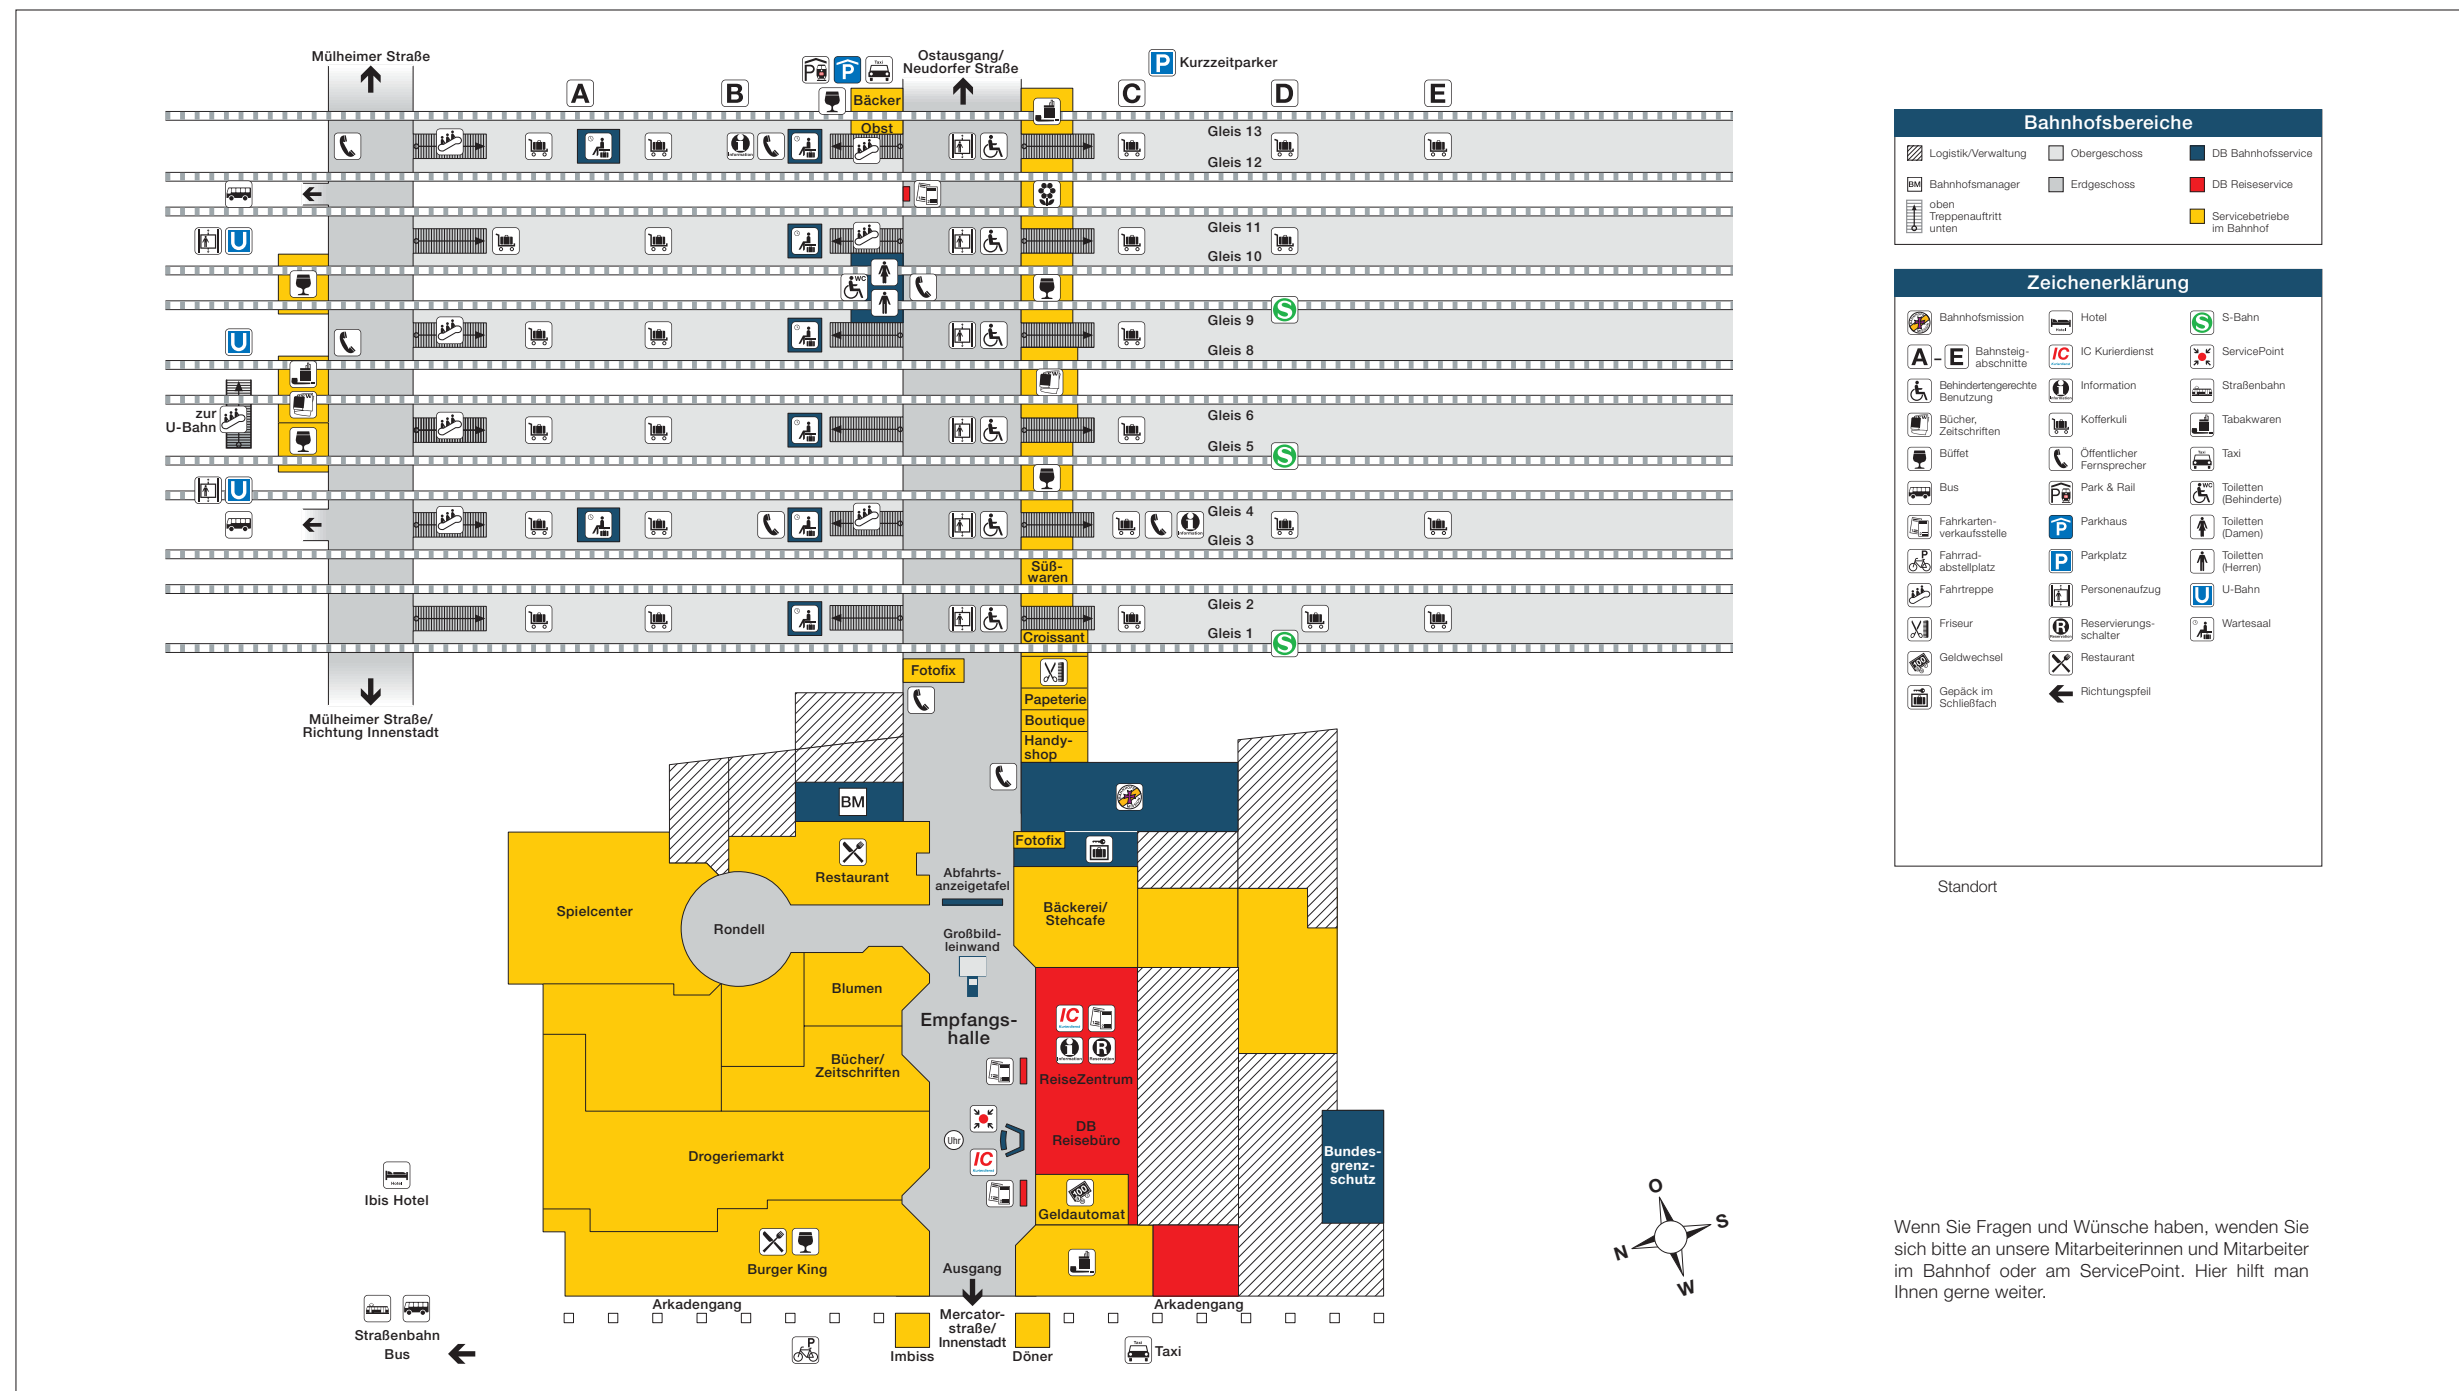 Mülheimer Straße
Ostausgang/
Neudorfer Straße
P Kurzzeitparker
A
B
C
D
E
Bäcker
Obst
Gleis 13
Gleis 12
Gleis 11
Gleis 10
WC
Gleis 9
Gleis 8
zur
U-Bahn
Gleis 6
Gleis 5
Gleis 4
Gleis 3
Süß-
waren
Gleis 2
Gleis 1
Croissant
Fotofix
Papeterie
Boutique
Handy-
shop
Mülheimer Straße/
Richtung Innenstadt
BM
Fotofix
Restaurant
Abfahrts-
anzeigetafel
Spielcenter
Bäckerei/
Stehcafe
Rondell
Großbild-
leinwand
Blumen
Empfangs-
halle
Bücher/
Zeitschriften
IC
Information
Reservation
ReiseZentrum
DB
Reisebüro
Uhr
IC
Drogeriemarkt
Bundes-
grenz-
schutz
Geldautomat
Hotel
Ibis Hotel
Burger King
Ausgang
Arkadengang
Arkadengang
Mercator-
straße/
Innenstadt
Imbiss
Döner
Taxi
Straßenbahn
Bus
O
S
N
W
Bahnhofsbereiche
Logistik/Verwaltung
Obergeschoss
DB Bahnhofsservice
BM Bahnhofsmanager
Erdgeschoss
DB Reiseservice
oben
Treppenauftritt
unten
Servicebetriebe
im Bahnhof
Zeichenerklärung
Bahnhofsmission
A - E Bahnsteig-
abschnitte
Behindertengerechte
Benutzung
Bücher,
Zeitschriften
Büffet
Bus
Fahrkarten-
verkaufsstelle
Fahrrad-
abstellplatz
Fahrtreppe
Friseur
Geldwechsel
Gepäck im
Schließfach
Hotel
IC Kurierdienst
Information
Kofferkuli
Öffentlicher
Fernsprecher
Park & Rail
Parkhaus
Parkplatz
Personenaufzug
Reservierungs-
schalter
Restaurant
Richtungspfeil
S-Bahn
ServicePoint
Straßenbahn
Tabakwaren
Taxi
Toiletten
(Behinderte)
Toiletten
(Damen)
Toiletten
(Herren)
U-Bahn
Wartesaal
Standort
Wenn Sie Fragen und Wünsche haben, wenden Sie
sich bitte an unsere Mitarbeiterinnen und Mitarbeiter
im Bahnhof oder am ServicePoint. Hier hilft man
Ihnen gerne weiter.